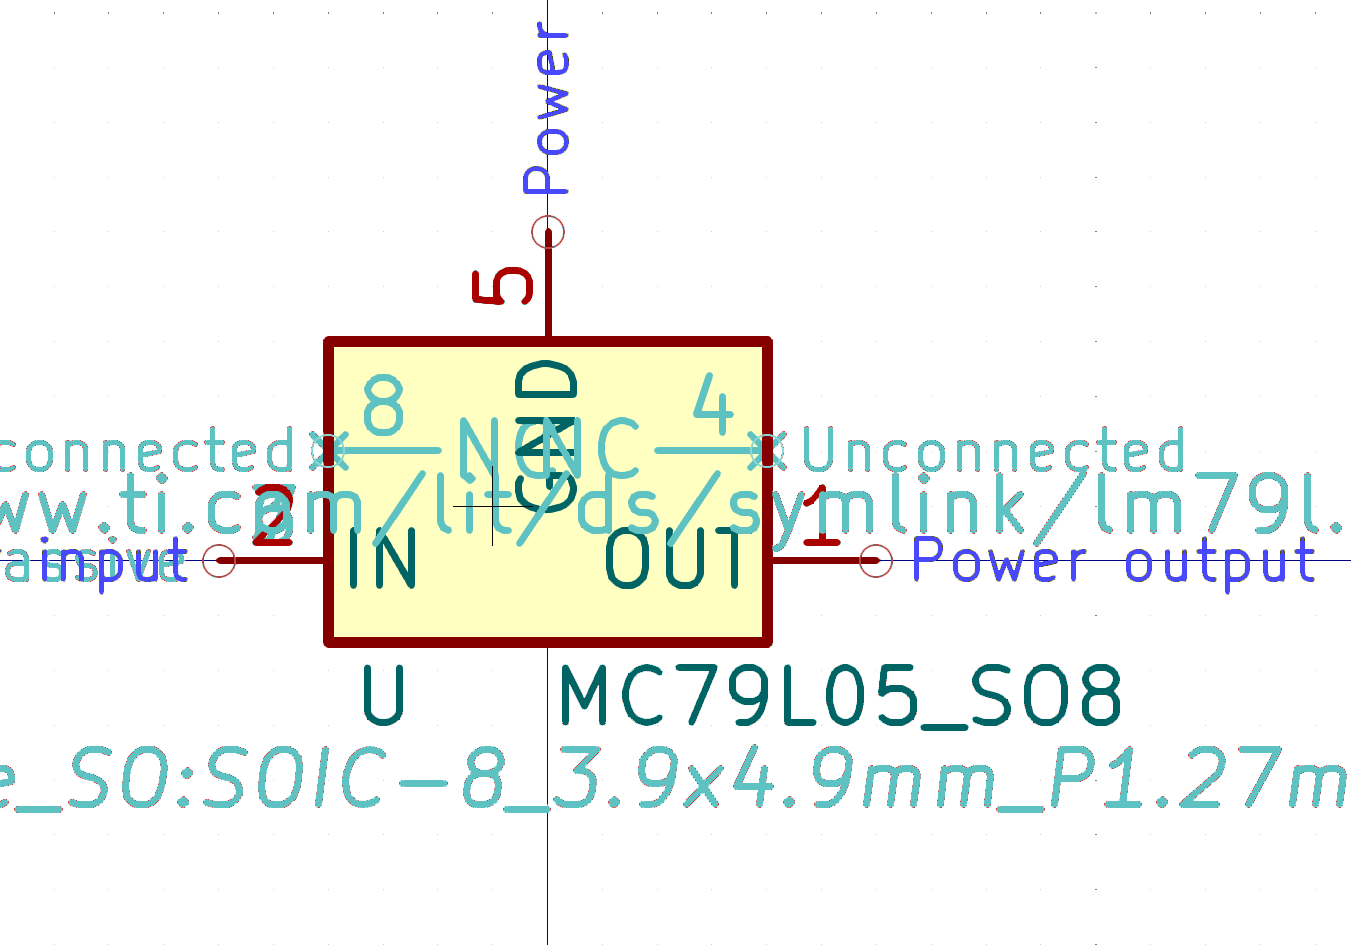 Power
5
GND
8
4
connected
NC
NC
Unconnected
ww.ti.com/lit/ds/symlink/lm79l.
2
1
input
assive
IN
OUT
Power output
U
MC79L05_SO8
e_SO:SOIC-8_3.9x4.9mm_P1.27m